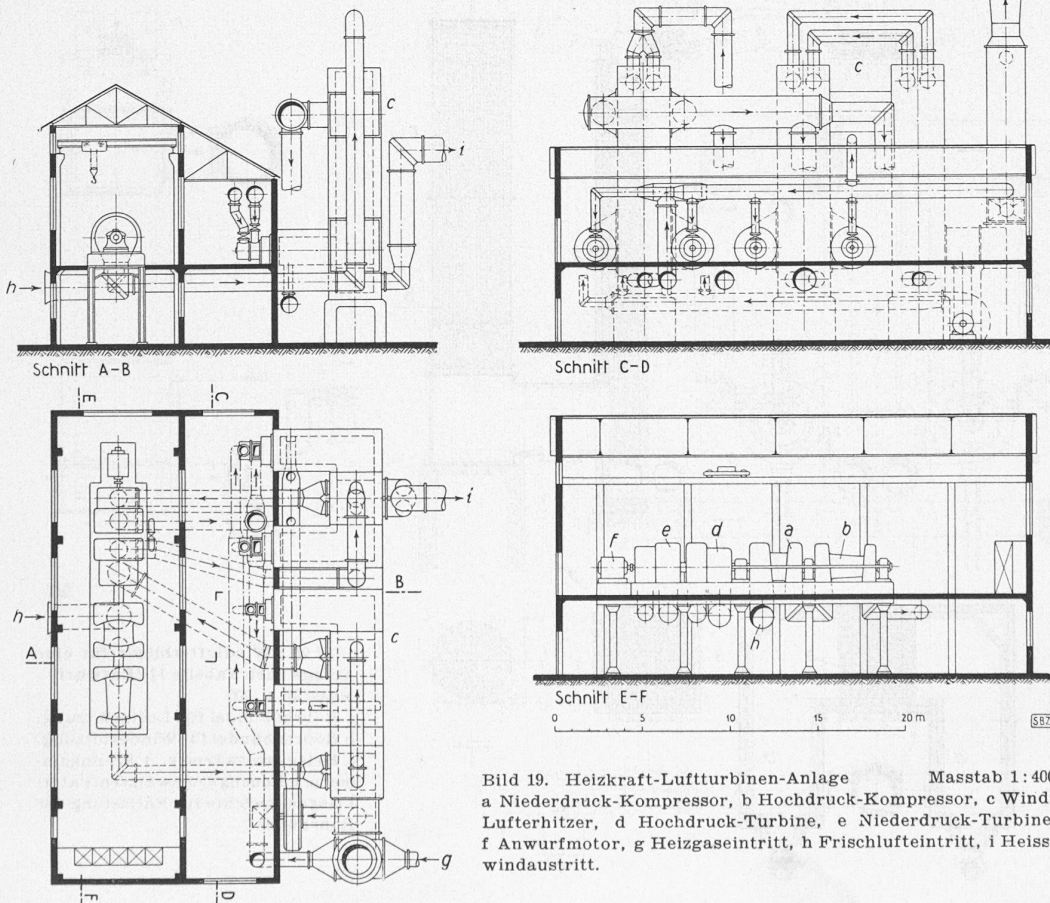 c
i
h
Schnitt A-B
c
Schnitt C-D
E
C
i
B
h
A
c
g
F
D
f
e
d
a
b
h
Schnitt E-F
0 5 10 15 20 m
SBZ
Bild 19. Heizkraft-Luftturbinen-Anlage Masstab 1:400
a Niederdruck-Kompressor, b Hochdruck-Kompressor, c Wind-
Lufterhitzer, d Hochdruck-Turbine, e Niederdruck-Turbine
f Anwurfmotor, g Heizgaseintritt, h Frischlufteintritt, i Heiss-
windaustritt.